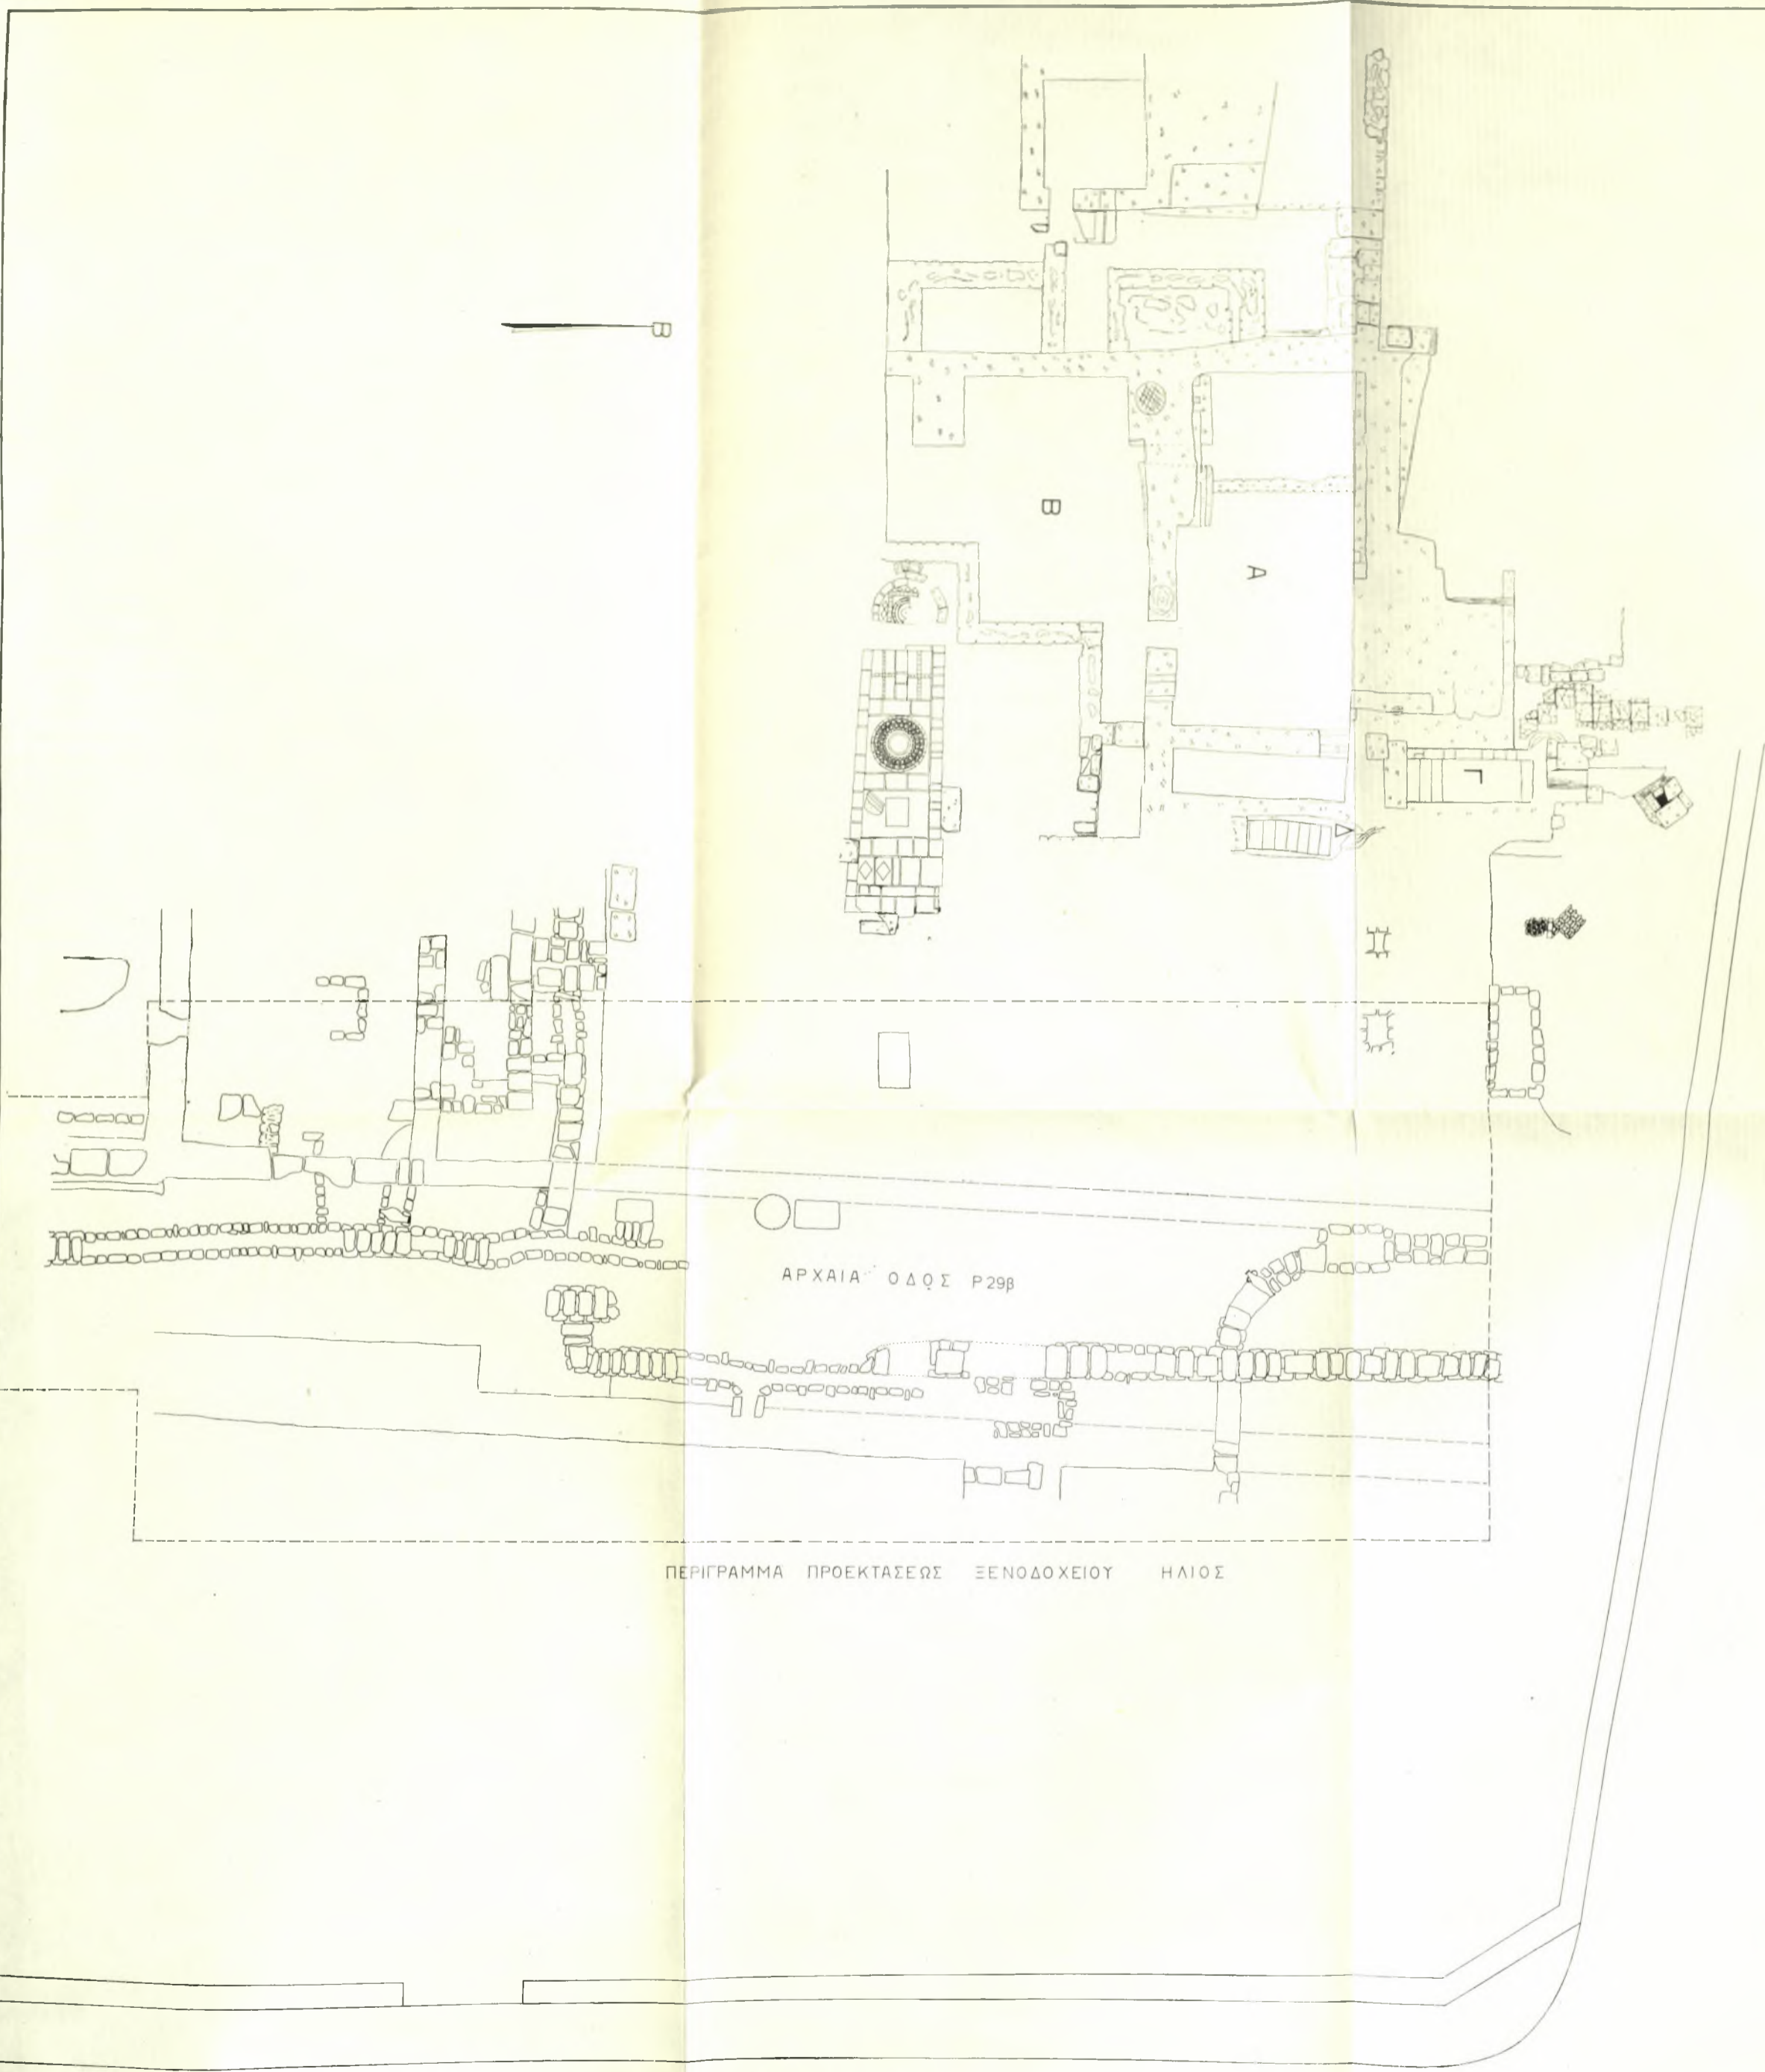 Β
Β
Α
Γ
Δ
ΑΡΧΑΙΑ ΟΔΟΣ Ρ29β
ΠΕΡΙΓΡΑΜΜΑ ΠΡΟΕΚΤΑΣΕΩΣ ΞΕΝΟΔΟΧΕΙΟΥ ΗΛΙΟΣ